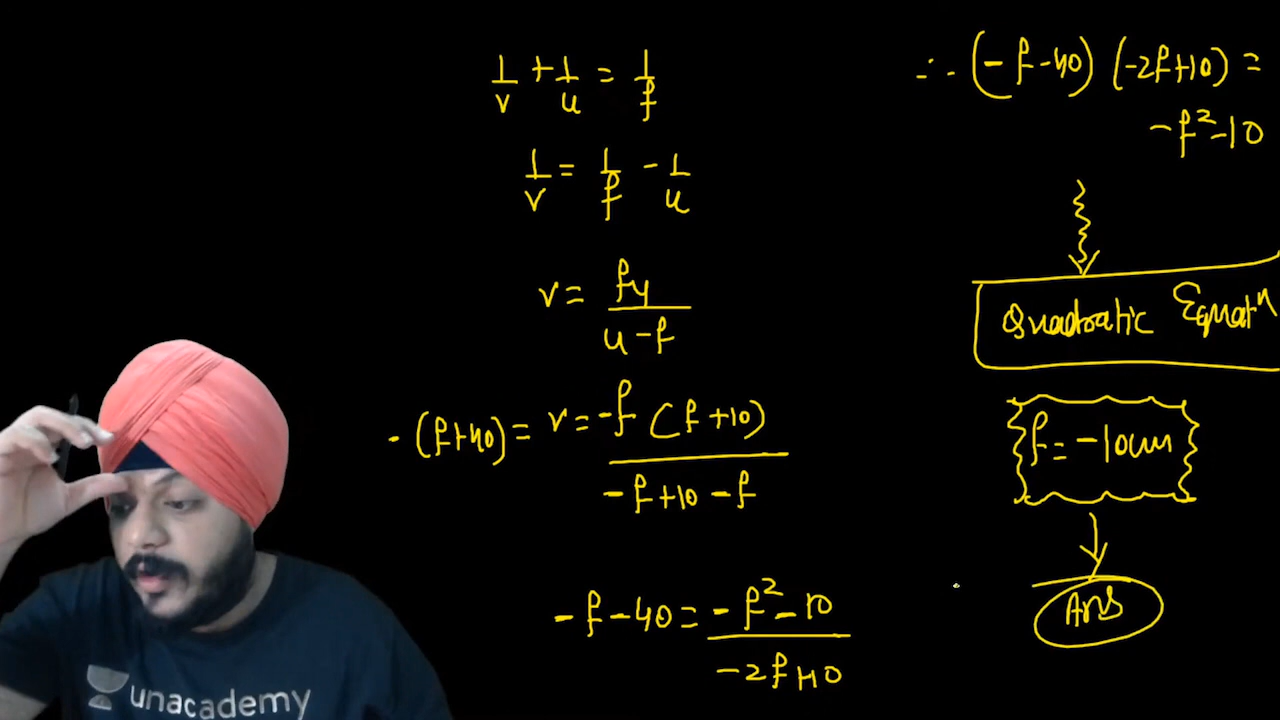 1/v + 1/u = 1/f
1/v = 1/f - 1/u
v = fu/(u - f)
- (f+40) = v = -f (f+10)/(-f+10-f)
-f-40 = (-f²-10)/(-2f+10)
∴ (-f-40) (-2f+10) =
-f²-10
Quadratic Equatⁿ
f = -10cm
Ans
unacademy